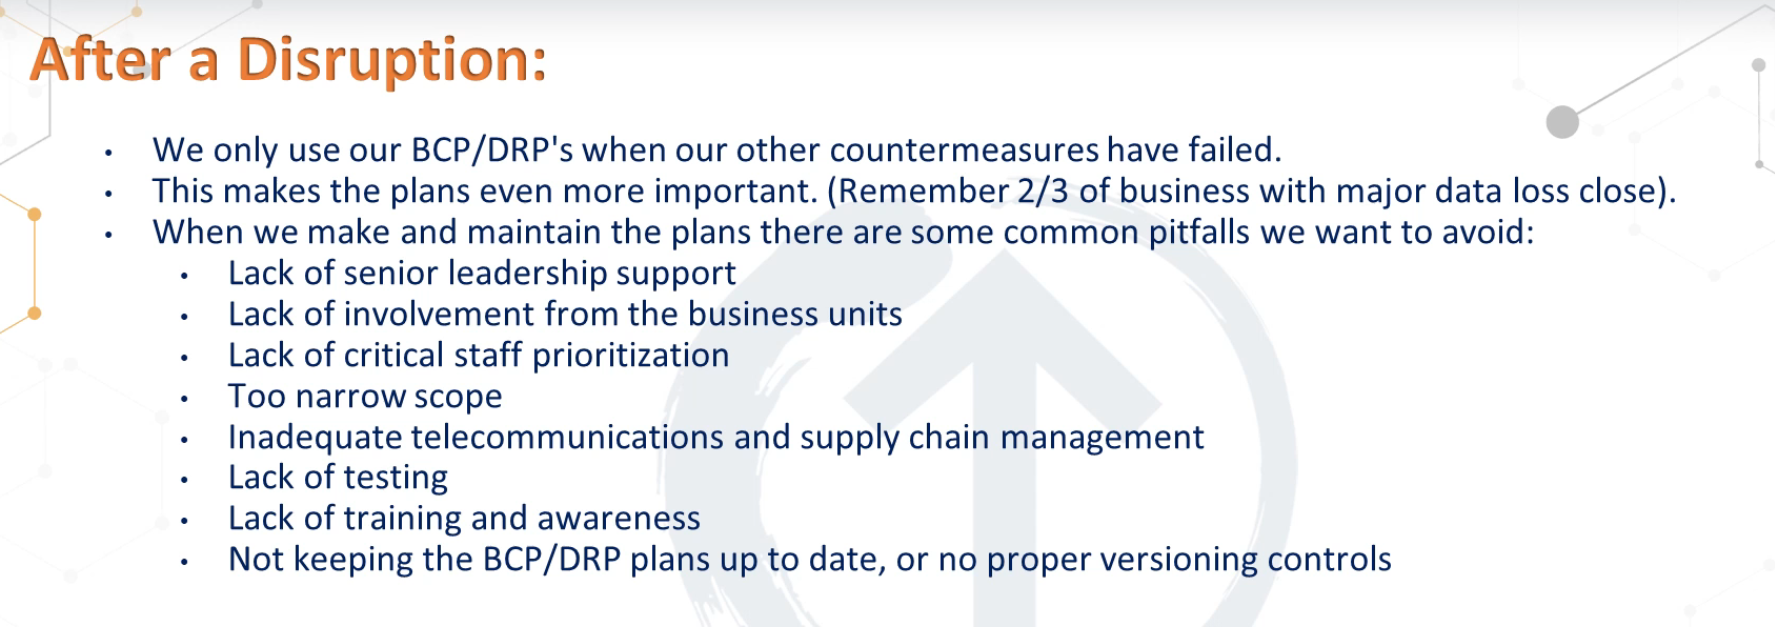 After a Disruption:
• We only use our BCP/DRP's when our other countermeasures have failed.
• This makes the plans even more important. (Remember 2/3 of business with major data loss close).
• When we make and maintain the plans there are some common pitfalls we want to avoid:
• Lack of senior leadership support
• Lack of involvement from the business units
• Lack of critical staff prioritization
• Too narrow scope
• Inadequate telecommunications and supply chain management
• Lack of testing
• Lack of training and awareness
• Not keeping the BCP/DRP plans up to date, or no proper versioning controls